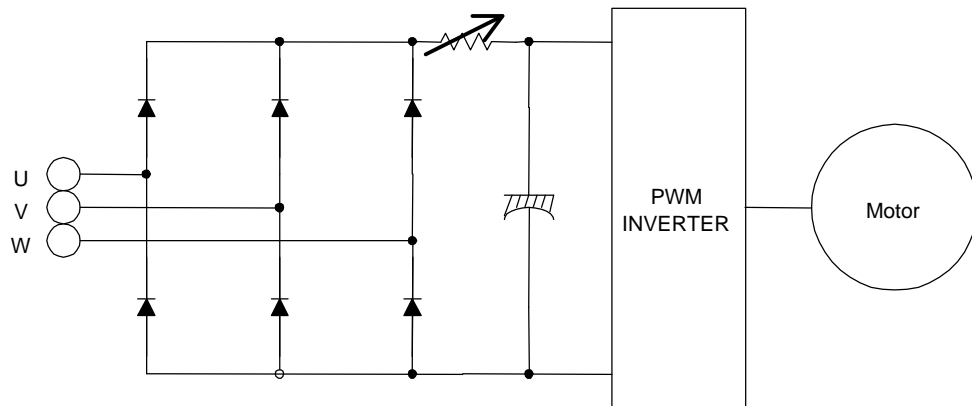 U
V
W
PWM
INVERTER
Motor